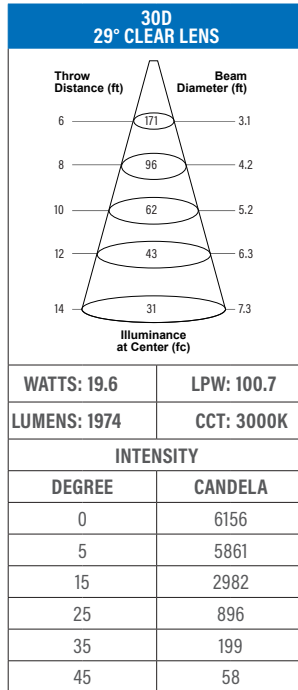 30D
29° CLEAR LENS
Throw Beam
Distance (ft) Diameter (ft)
6 171 3.1
8 96 4.2
10 62 5.2
12 43 6.3
14 31 7.3
Illuminance
at Center (fc)
WATTS: 19.6 LPW: 100.7
LUMENS: 1974 CCT: 3000K
INTENSITY
DEGREE CANDELA
0 6156
5 5861
15 2982
25 896
35 199
45 58